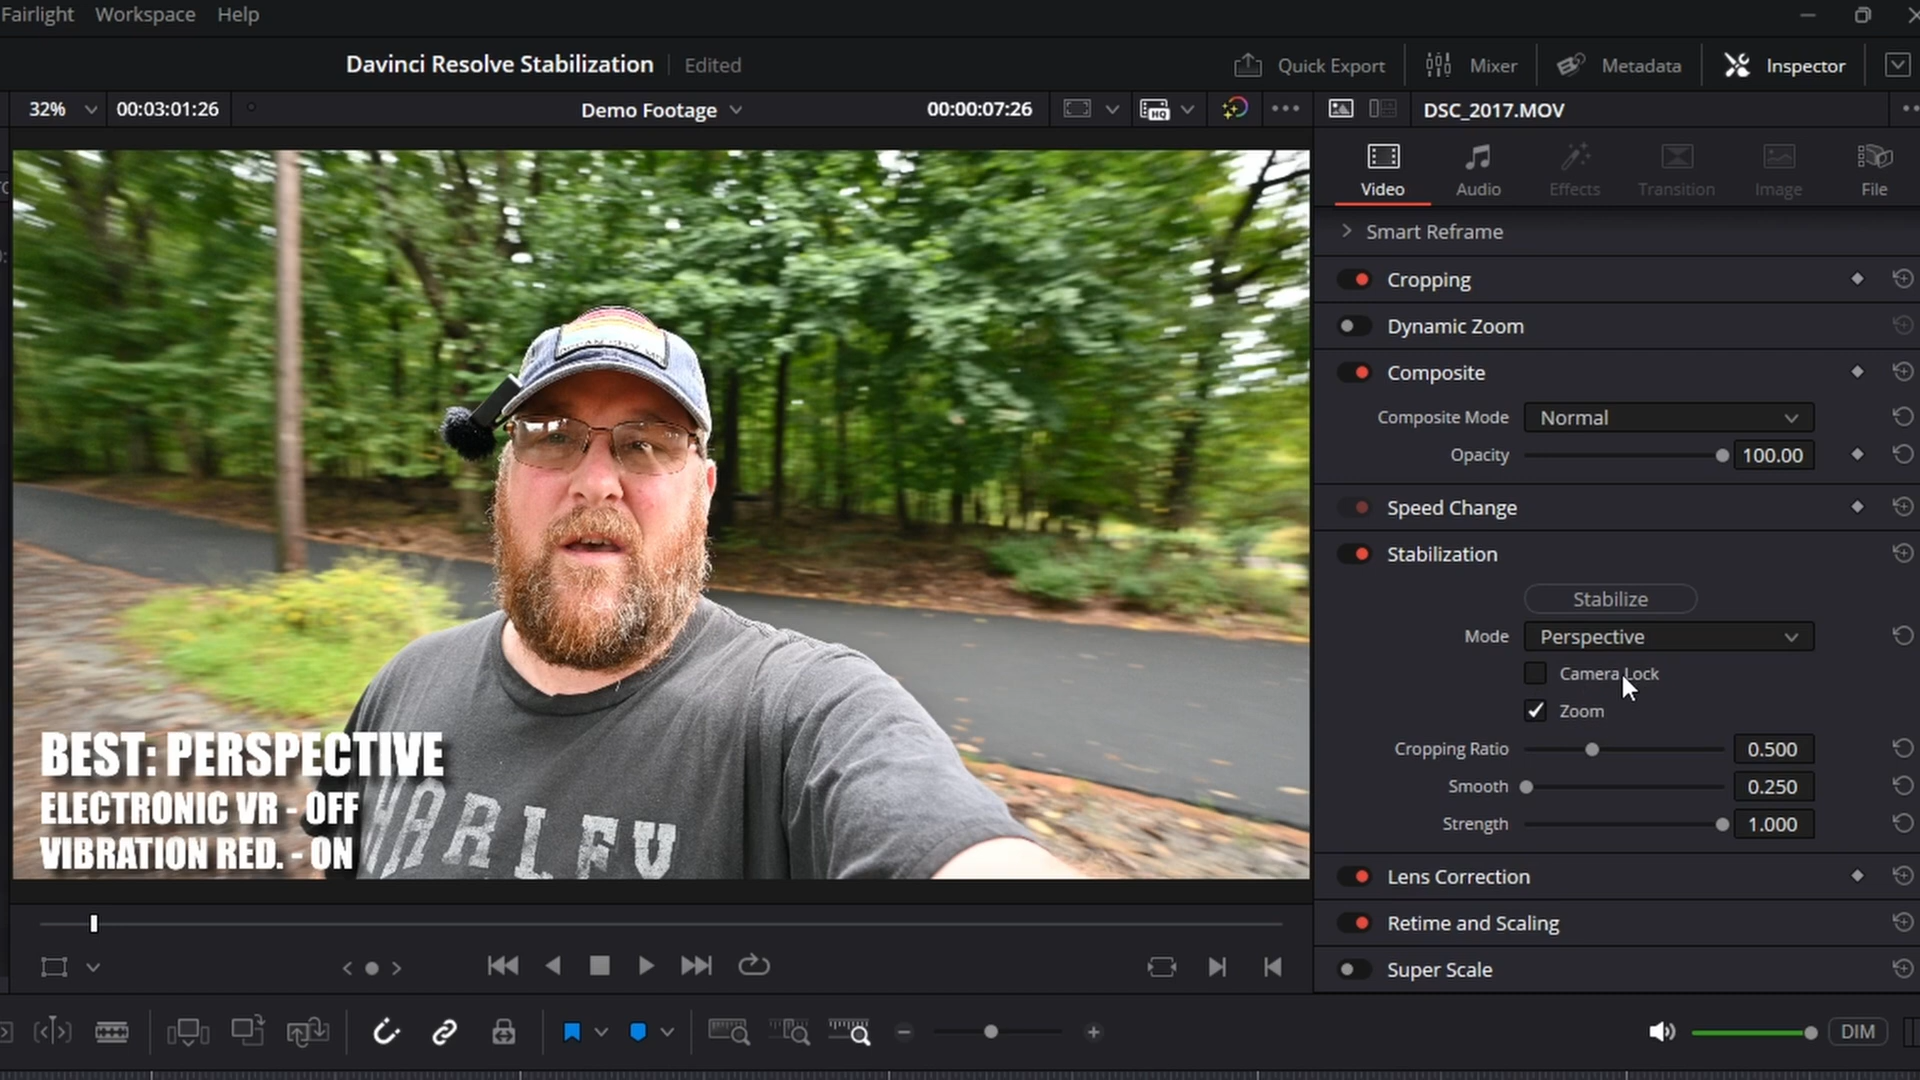 Fairlight Workspace Help
Davinci Resolve Stabilization Edited
Quick Export Mixer Metadata Inspector
32% 00:03:01:26 Demo Footage 00:00:07:26 HQ DSC_2017.MOV
Video Audio Effects Transition Image File
Smart Reframe
Cropping
Dynamic Zoom
Composite
Composite Mode Normal
Opacity 100.00
Speed Change
Stabilization
Stabilize
Mode Perspective
Camera Lock
Zoom
Cropping Ratio 0.500
Smooth 0.250
Strength 1.000
Lens Correction
Retime and Scaling
Super Scale
BEST: PERSPECTIVE
ELECTRONIC VR - OFF
VIBRATION RED. - ON
HARLEY
DIM